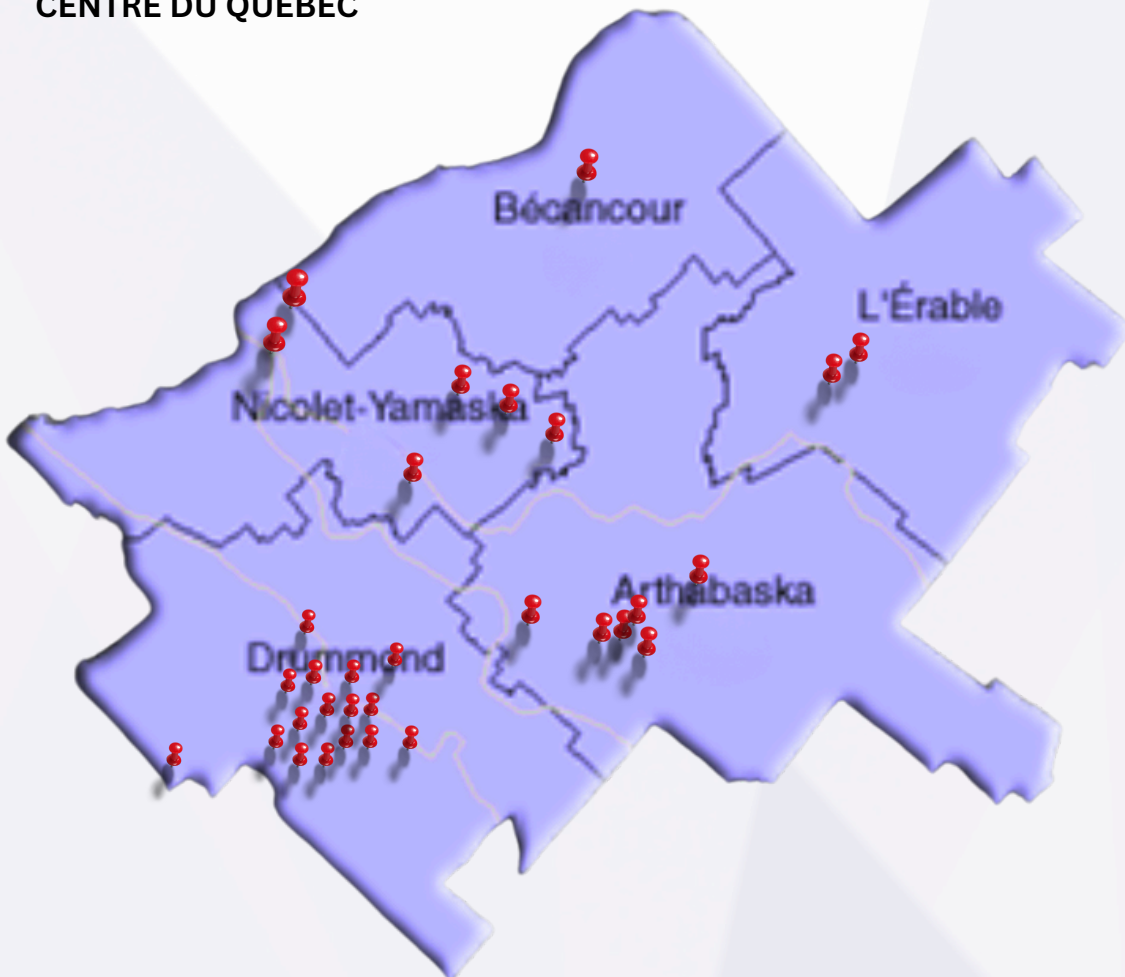 CENTRE DU QUÉBEC
Bécancour
L'Érable
Nicolet-Yamaska
Arthabaska
Drummond